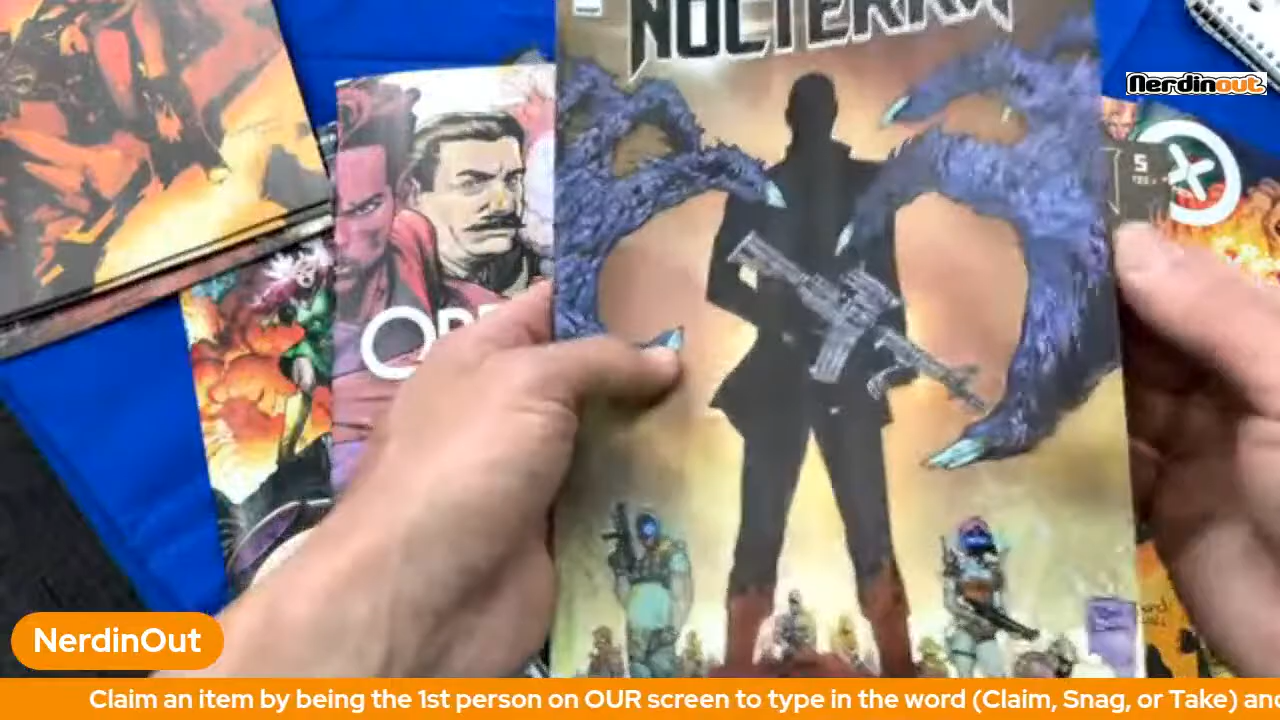 NOCTERRA
Nerdinout
5
X
NerdinOut
Claim an item by being the 1st person on OUR screen to type in the word (Claim, Snag, or Take) and